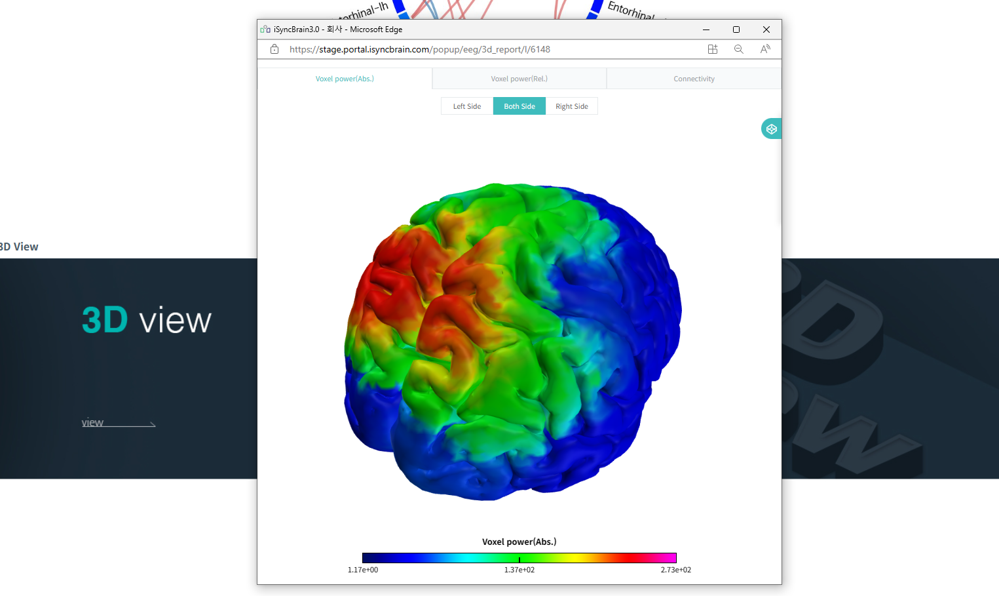 Entorhinal
iSyncBrain3.0 - 회사 - Microsoft Edge
https://stage.portal.isyncbrain.com/popup/eeg/3d_report/l/6148
Voxel power(Abs.)
Voxel power(Rel.)
Connectivity
Left Side
Both Side
Right Side
3D View
3D view
view
Voxel power(Abs.)
1.17e+00
1.37e+02
2.73e+02